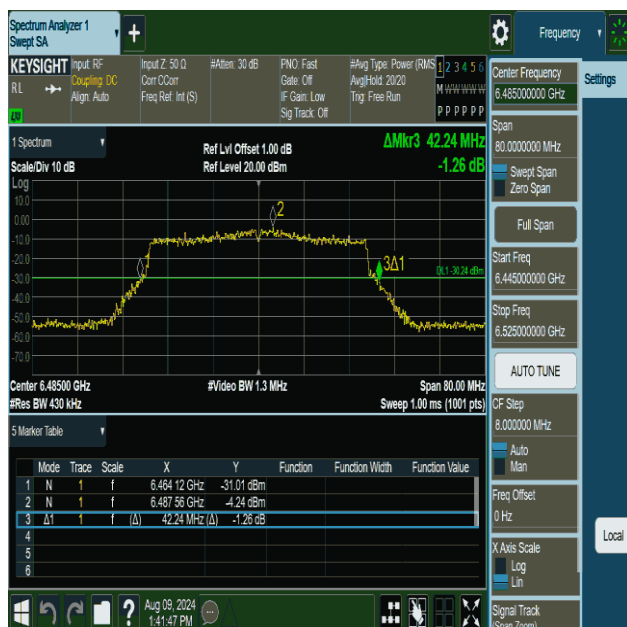 Spectrum Analyzer 1
Swept SA
+
Frequency
KEYSIGHT Input: RF Input Z: 50 Ω #Atten: 30 dB PNO: Fast #Avg Type: Power (RMS 1 2 3 4 5 6
RL Coupling: DC Corr CCorr Gate: Off Avg|Hold: 20/20 M W W W W W
Align: Auto Freq Ref: Int (S) IF Gain: Low Trig: Free Run
Sig Track: Off P P P P P P
1 Spectrum
Scale/Div 10 dB
Ref Lvl Offset 1.00 dB
Ref Level 20.00 dBm
ΔMkr3 42.24 MHz
-1.26 dB
Log
10.0
0.00
-10.0
-20.0
-30.0
-40.0
-50.0
-60.0
-70.0
2
1
3Δ1
DL1 -30.24 dBm
Center 6.48500 GHz #Video BW 1.3 MHz Span 80.00 MHz
#Res BW 430 kHz Sweep 1.00 ms (1001 pts)
5 Marker Table
Mode Trace Scale X Y Function Function Width Function Value
1 N 1 f 6.464 12 GHz -31.01 dBm
2 N 1 f 6.487 56 GHz -4.24 dBm
3 Δ1 1 f (Δ) 42.24 MHz (Δ) -1.26 dB
4
5
6
Aug 09, 2024
1:41:47 PM
?
Center Frequency
6.485000000 GHz
Settings
Span
80.0000000 MHz
Swept Span
Zero Span
Full Span
Start Freq
6.445000000 GHz
Stop Freq
6.525000000 GHz
AUTO TUNE
CF Step
8.000000 MHz
Auto
Man
Freq Offset
0 Hz
Local
X Axis Scale
Log
Lin
Signal Track
(Span Zoom)